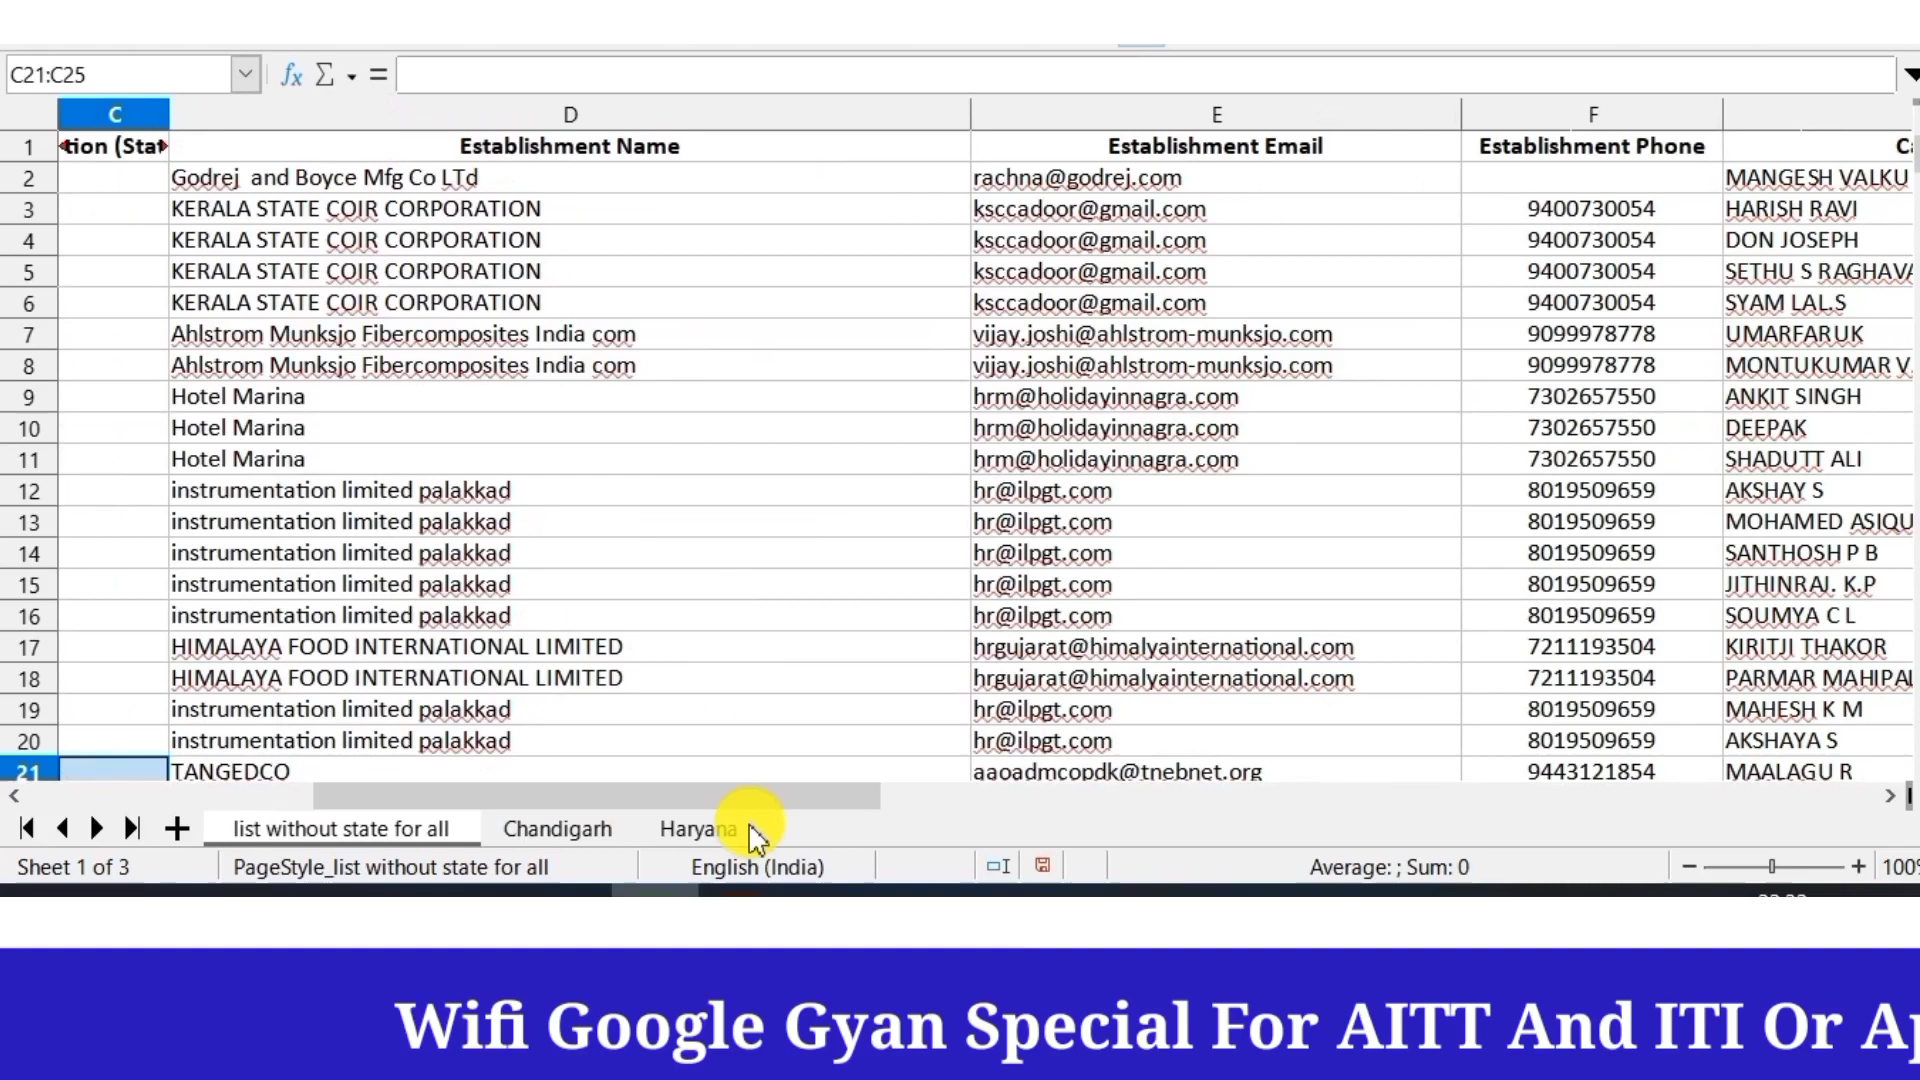 C21:C25 fx Σ =
C D E F
1 tion (Stat Establishment Name Establishment Email Establishment Phone Ca
2 Godrej and Boyce Mfg Co LTd rachna@godrej.com MANGESH VALKU
3 KERALA STATE COIR CORPORATION ksccadoor@gmail.com 9400730054 HARISH RAVI
4 KERALA STATE COIR CORPORATION ksccadoor@gmail.com 9400730054 DON JOSEPH
5 KERALA STATE COIR CORPORATION ksccadoor@gmail.com 9400730054 SETHU S RAGHAVA
6 KERALA STATE COIR CORPORATION ksccadoor@gmail.com 9400730054 SYAM LAL.S
7 Ahlstrom Munksjo Fibercomposites India com vijay.joshi@ahlstrom-munksjo.com 9099978778 UMARFARUK
8 Ahlstrom Munksjo Fibercomposites India com vijay.joshi@ahlstrom-munksjo.com 9099978778 MONTUKUMAR V.
9 Hotel Marina hrm@holidayinnagra.com 7302657550 ANKIT SINGH
10 Hotel Marina hrm@holidayinnagra.com 7302657550 DEEPAK
11 Hotel Marina hrm@holidayinnagra.com 7302657550 SHADUTT ALI
12 instrumentation limited palakkad hr@ilpgt.com 8019509659 AKSHAY S
13 instrumentation limited palakkad hr@ilpgt.com 8019509659 MOHAMED ASIQU
14 instrumentation limited palakkad hr@ilpgt.com 8019509659 SANTHOSH P B
15 instrumentation limited palakkad hr@ilpgt.com 8019509659 JITHINRAJ. K.P
16 instrumentation limited palakkad hr@ilpgt.com 8019509659 SOUMYA C L
17 HIMALAYA FOOD INTERNATIONAL LIMITED hrgujarat@himalyainternational.com 7211193504 KIRITJI THAKOR
18 HIMALAYA FOOD INTERNATIONAL LIMITED hrgujarat@himalyainternational.com 7211193504 PARMAR MAHIPAL
19 instrumentation limited palakkad hr@ilpgt.com 8019509659 MAHESH K M
20 instrumentation limited palakkad hr@ilpgt.com 8019509659 AKSHAYA S
21 TANGEDCO aaoadmcopdk@tnebnet.org 9443121854 MAALAGU R
list without state for all Chandigarh Haryana
Sheet 1 of 3 PageStyle_list without state for all English (India) Average: ; Sum: 0 100%
Wifi Google Gyan Special For AITT And ITI Or Ap